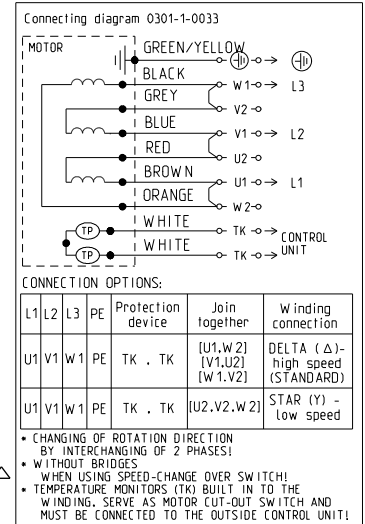 Connecting diagram 0301-1-0033
MOTOR
GREEN/YELLOW
BLACK
W1 L3
GREY
V2
BLUE
V1 L2
RED
U2
BROWN
U1 L1
ORANGE
W2
WHITE
TP
TK
CONTROL
UNIT
WHITE
TP
TK
CONNECTION OPTIONS:
L1 L2 L3 PE Protection device Join together Winding connection
U1 V1 W1 PE TK . TK [U1.W2] [V1.U2] [W1.V2] DELTA (Δ)- high speed (STANDARD)
U1 V1 W1 PE TK . TK [U2.V2.W2] STAR (Y) - low speed
* CHANGING OF ROTATION DIRECTION
BY INTERCHANGING OF 2 PHASES!
* WITHOUT BRIDGES
WHEN USING SPEED-CHANGE OVER SWITCH!
* TEMPERATURE MONITORS (TK) BUILT IN TO THE
WINDING. SERVE AS MOTOR CUT-OUT SWITCH AND
MUST BE CONNECTED TO THE OUTSIDE CONTROL UNIT!